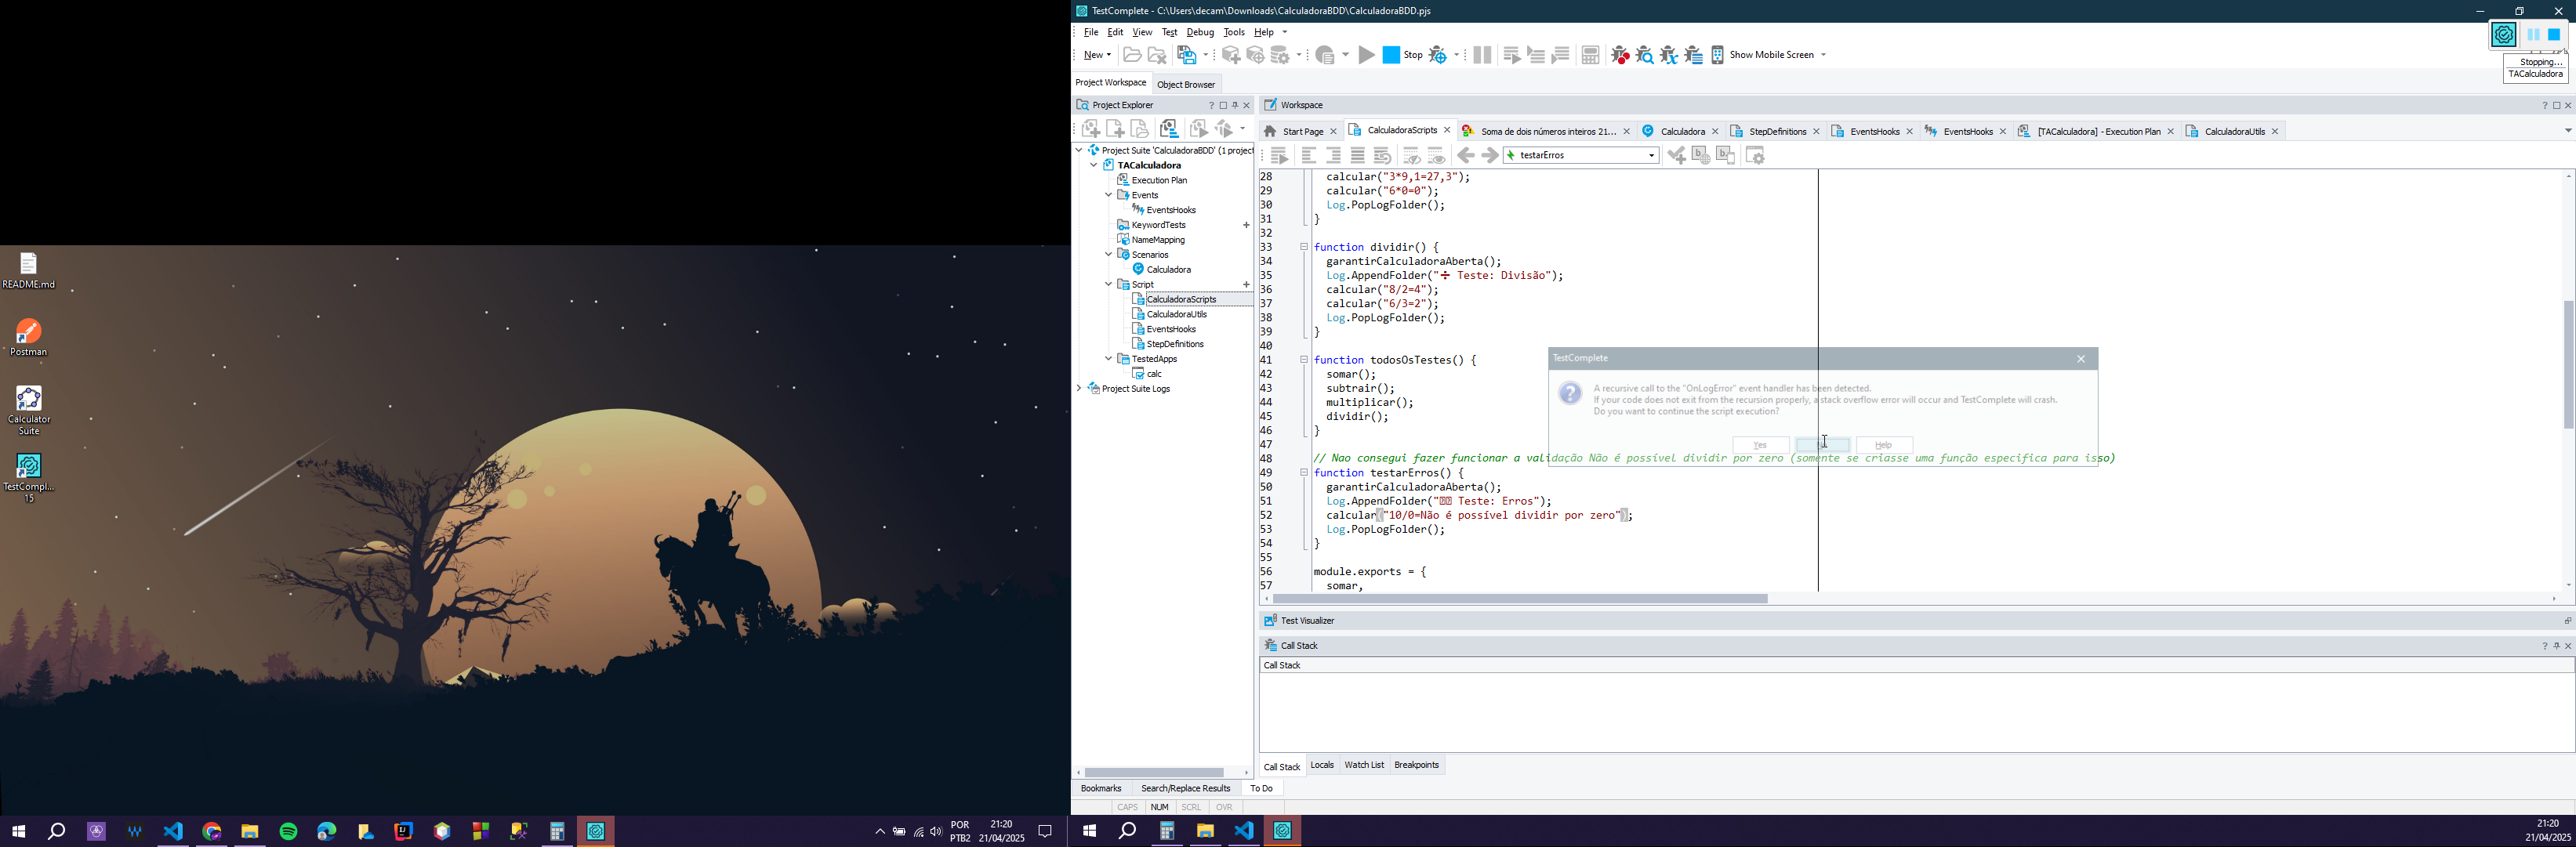 README.md
Postman
Calculator
Suite
TestCompl...
15
POR
PTB2
21:20
21/04/2025
TestComplete - C:\Users\decam\Downloads\CalculadoraBDD\CalculadoraBDD.pjs
File Edit View Test Debug Tools Help
New Stop Show Mobile Screen
Stopping...
TACalculadora
Project Workspace Object Browser
Project Explorer
Project Suite 'CalculadoraBDD' (1 project
TACalculadora
Execution Plan
Events
EventsHooks
KeywordTests
NameMapping
Scenarios
Calculadora
Script
CalculadoraScripts
CalculadoraUtils
EventsHooks
StepDefinitions
TestedApps
calc
Project Suite Logs
Workspace
Start Page CalculadoraScripts Soma de dois números inteiros 21... Calculadora StepDefinitions EventsHooks EventsHooks [TACalculadora] - Execution Plan CalculadoraUtils
testarErros
28 calcular("3*9,1=27,3");
29 calcular("6*0=0");
30 Log.PopLogFolder();
31 }
32
33 function dividir() {
34 garantirCalculadoraAberta();
35 Log.AppendFolder("➗ Teste: Divisão");
36 calcular("8/2=4");
37 calcular("6/3=2");
38 Log.PopLogFolder();
39 }
40
41 function todosOsTestes() {
42 somar();
43 subtrair();
44 multiplicar();
45 dividir();
46 }
47
48 // Nao consegui fazer funcionar a validação Não é possível dividir por zero (somente se criasse uma função especifica para isso)
49 function testarErros() {
50 garantirCalculadoraAberta();
51 Log.AppendFolder(" Teste: Erros");
52 calcular("10/0=Não é possível dividir por zero");
53 Log.PopLogFolder();
54 }
55
56 module.exports = {
57 somar,
TestComplete
A recursive call to the "OnLogError" event handler has been detected.
If your code does not exit from the recursion properly, a stack overflow error will occur and TestComplete will crash.
Do you want to continue the script execution?
Yes Help
Test Visualizer
Call Stack
Call Stack
Call Stack Locals Watch List Breakpoints
Bookmarks Search/Replace Results To Do
CAPS NUM SCRL OVR
21:20
21/04/2025